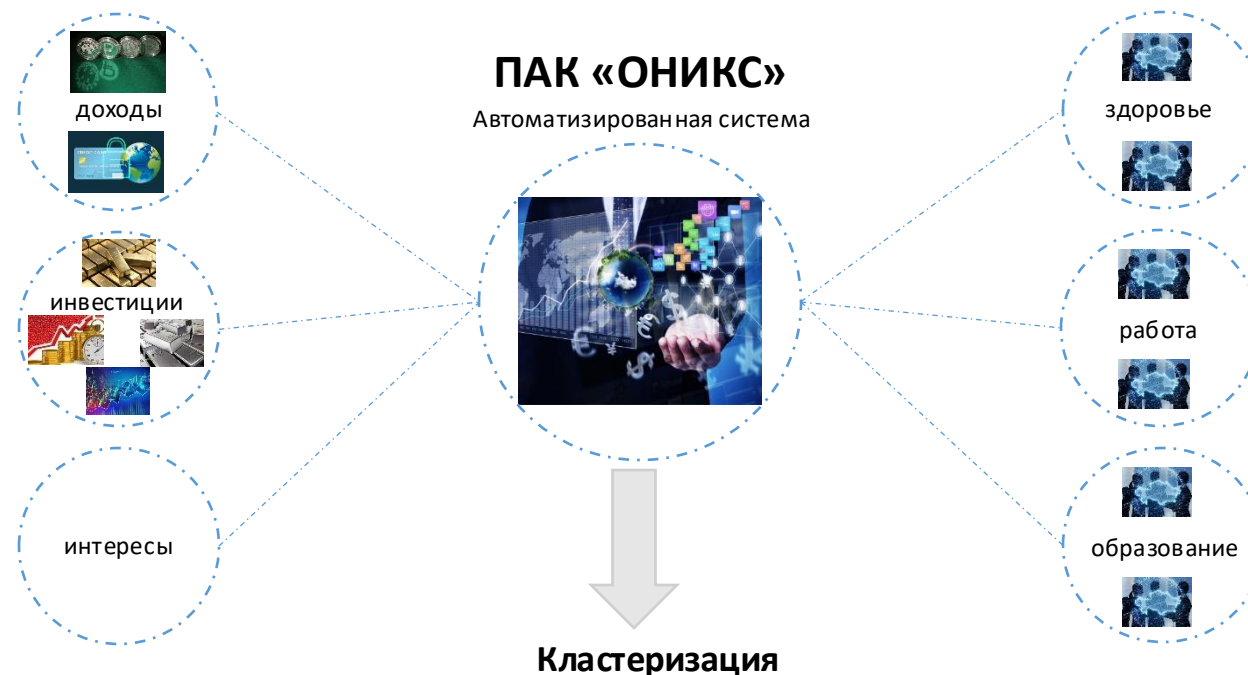 ПАК «ОНИКС»
Автоматизированная система
доходы
инвестиции
интересы
здоровье
работа
образование
Кластеризация